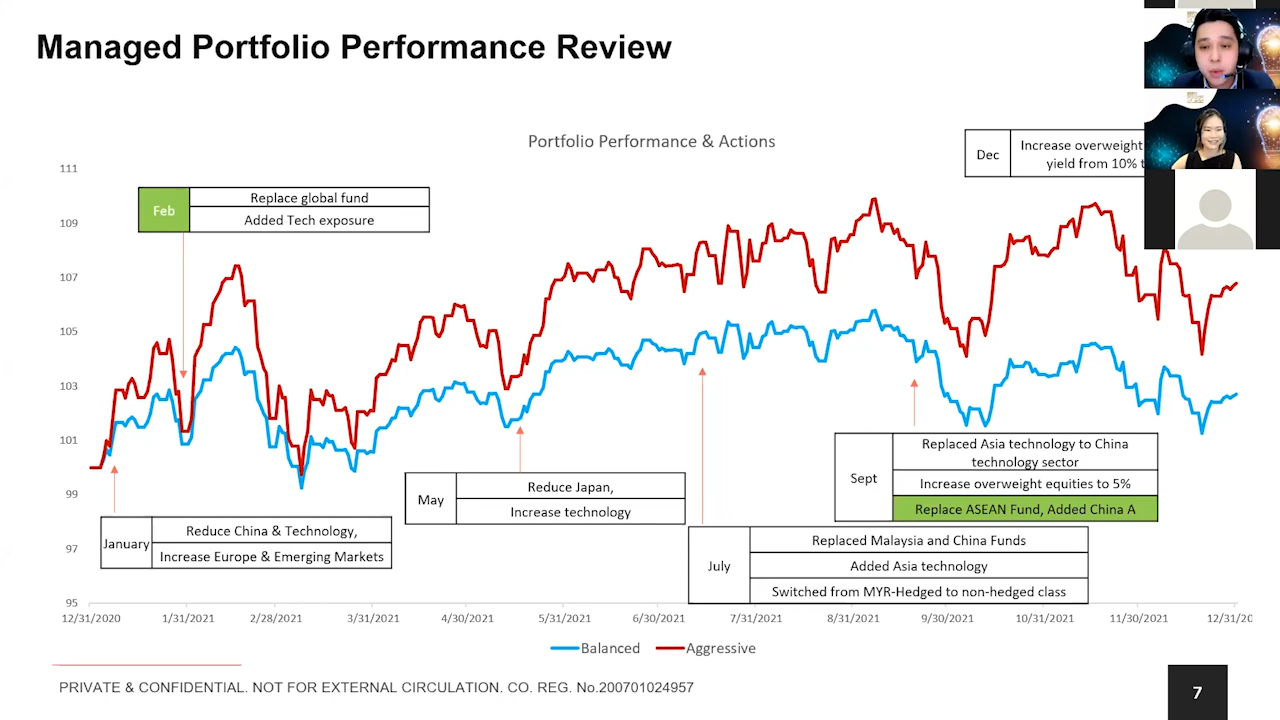 Managed Portfolio Performance Review
Portfolio Performance & Actions
Dec
Increase overweight
yield from 10%
111
109
107
105
103
101
99
97
95
Feb
Replace global fund
Added Tech exposure
January
Reduce China & Technology,
Increase Europe & Emerging Markets
May
Reduce Japan,
Increase technology
July
Replaced Malaysia and China Funds
Added Asia technology
Switched from MYR-Hedged to non-hedged class
Sept
Replaced Asia technology to China
technology sector
Increase overweight equities to 5%
Replace ASEAN Fund, Added China A
12/31/2020 1/31/2021 2/28/2021 3/31/2021 4/30/2021 5/31/2021 6/30/2021 7/31/2021 8/31/2021 9/30/2021 10/31/2021 11/30/2021 12/31/20
Balanced Aggressive
PRIVATE & CONFIDENTIAL. NOT FOR EXTERNAL CIRCULATION. CO. REG. No.200701024957
7